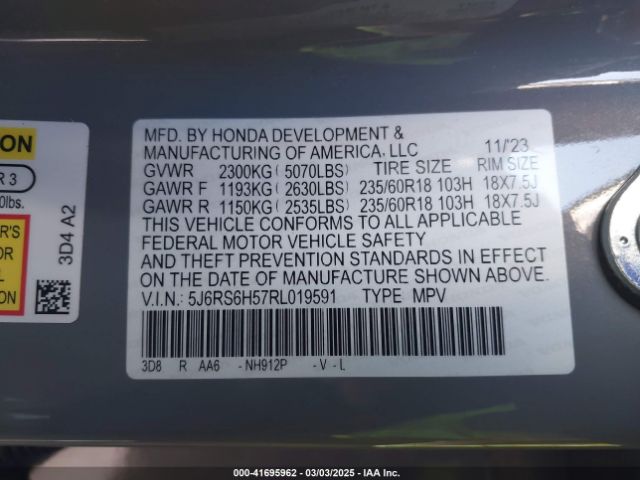 ION
R 3
0lbs.
R'S
OR
L
.
3D4 A2
MFD. BY HONDA DEVELOPMENT &
MANUFACTURING OF AMERICA, LLC 11/'23
GVWR 2300KG( 5070LBS) TIRE SIZE RIM SIZE
GAWR F 1193KG( 2630LBS) 235/60R18 103H 18X7.5J
GAWR R 1150KG( 2535LBS) 235/60R18 103H 18X7.5J
THIS VEHICLE CONFORMS TO ALL APPLICABLE
FEDERAL MOTOR VEHICLE SAFETY
AND THEFT PREVENTION STANDARDS IN EFFECT
ON THE DATE OF MANUFACTURE SHOWN ABOVE.
V.I.N.: 5J6RS6H57RL019591 TYPE MPV
3D8 R AA6 -NH912P -V-L
00-41695962 - 03/03/2025 - IAA Inc.